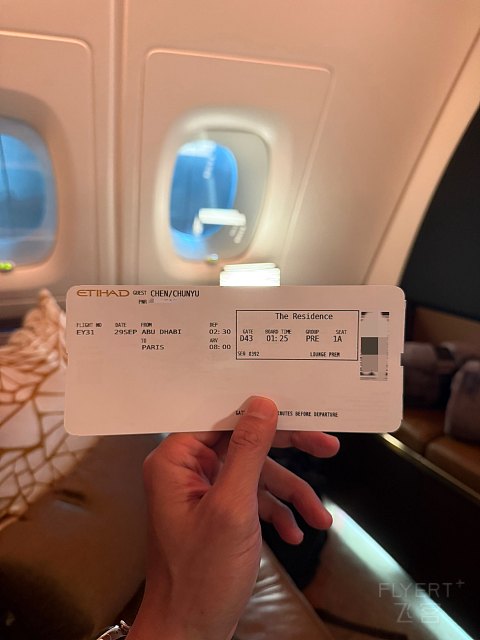 ETIHAD GUEST CHEN/CHUNYU
PNR
FLIGHT NO DATE FROM DEP
EY31 29SEP ABU DHABI 02:30
TO ARV
PARIS 08:00
The Residence
GATE BOARD TIME GROUP SEAT
D43 01:25 PRE 1A
SEQ 0392 LOUNGE PREM
MINUTES BEFORE DEPARTURE
FLYERT+
飞客